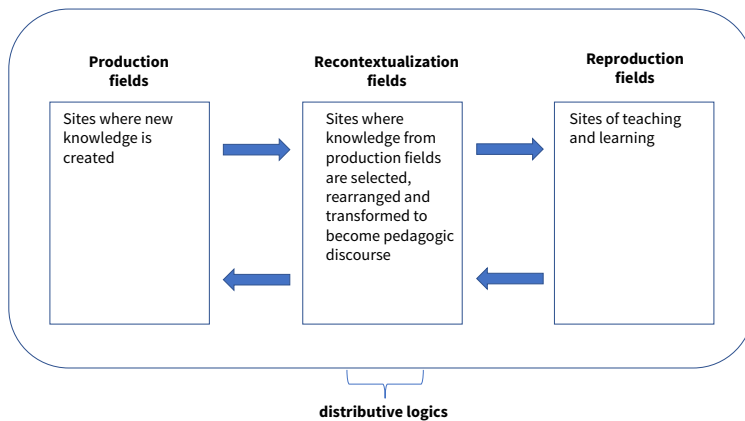 Production
fields
Recontextualization
fields
Reproduction
fields
Sites where new
knowledge is
created
Sites where
knowledge from
production fields
are selected,
rearranged and
transformed to
become pedagogic
discourse
Sites of teaching
and learning
distributive logics